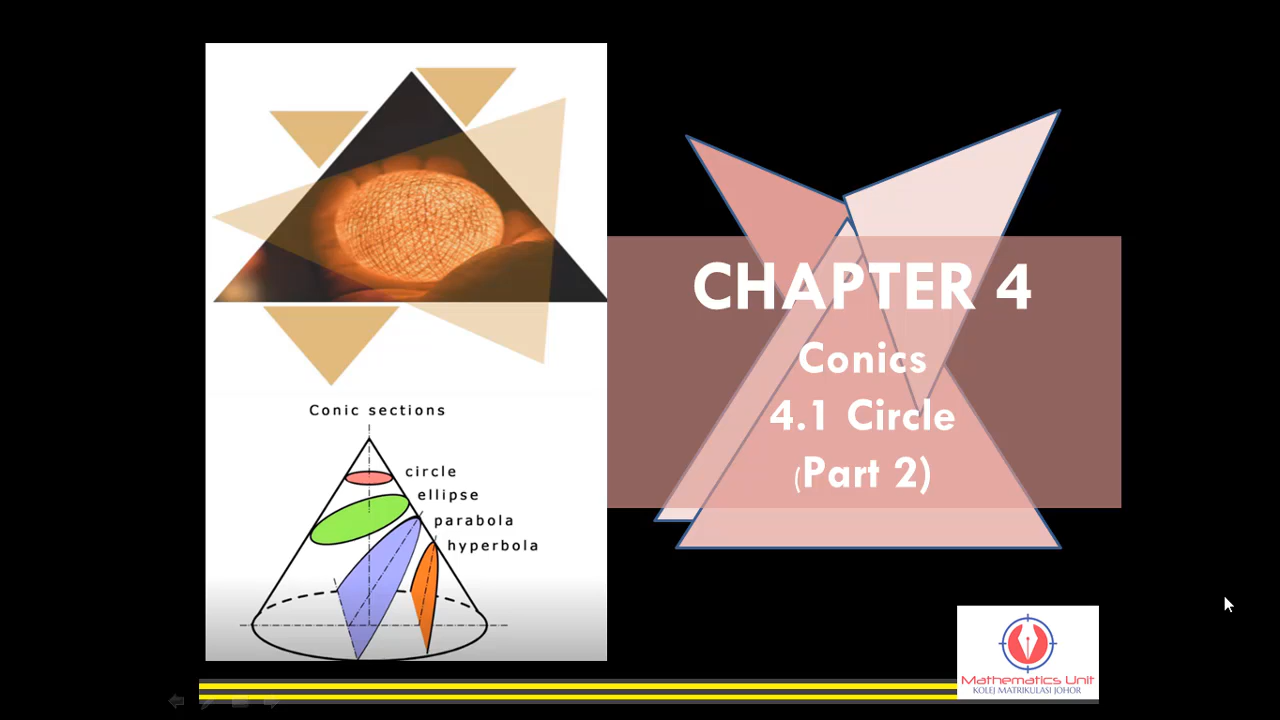 Conic sections
circle
ellipse
parabola
hyperbola
CHAPTER 4
Conics
4.1 Circle
(Part 2)
Mathematics Unit
KOLEJ MATRIKULASI JOHOR